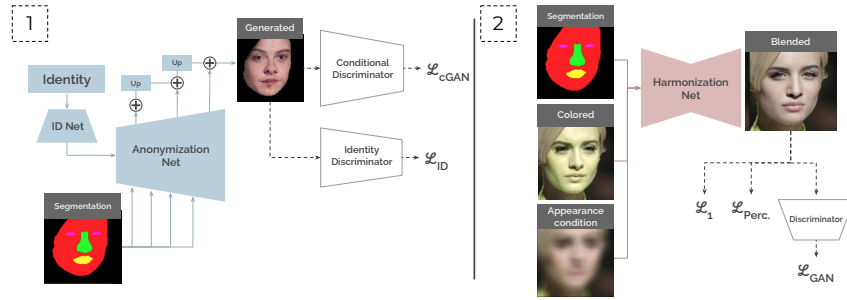 1
Generated
Identity
ID Net
Up
Up
Anonymization
Net
Segmentation
Conditional
Discriminator
ℒcGAN
Identity
Discriminator
ℒID
2
Segmentation
Colored
Appearance
condition
Harmonization
Net
Blended
ℒ1
ℒPerc.
Discriminator
ℒGAN